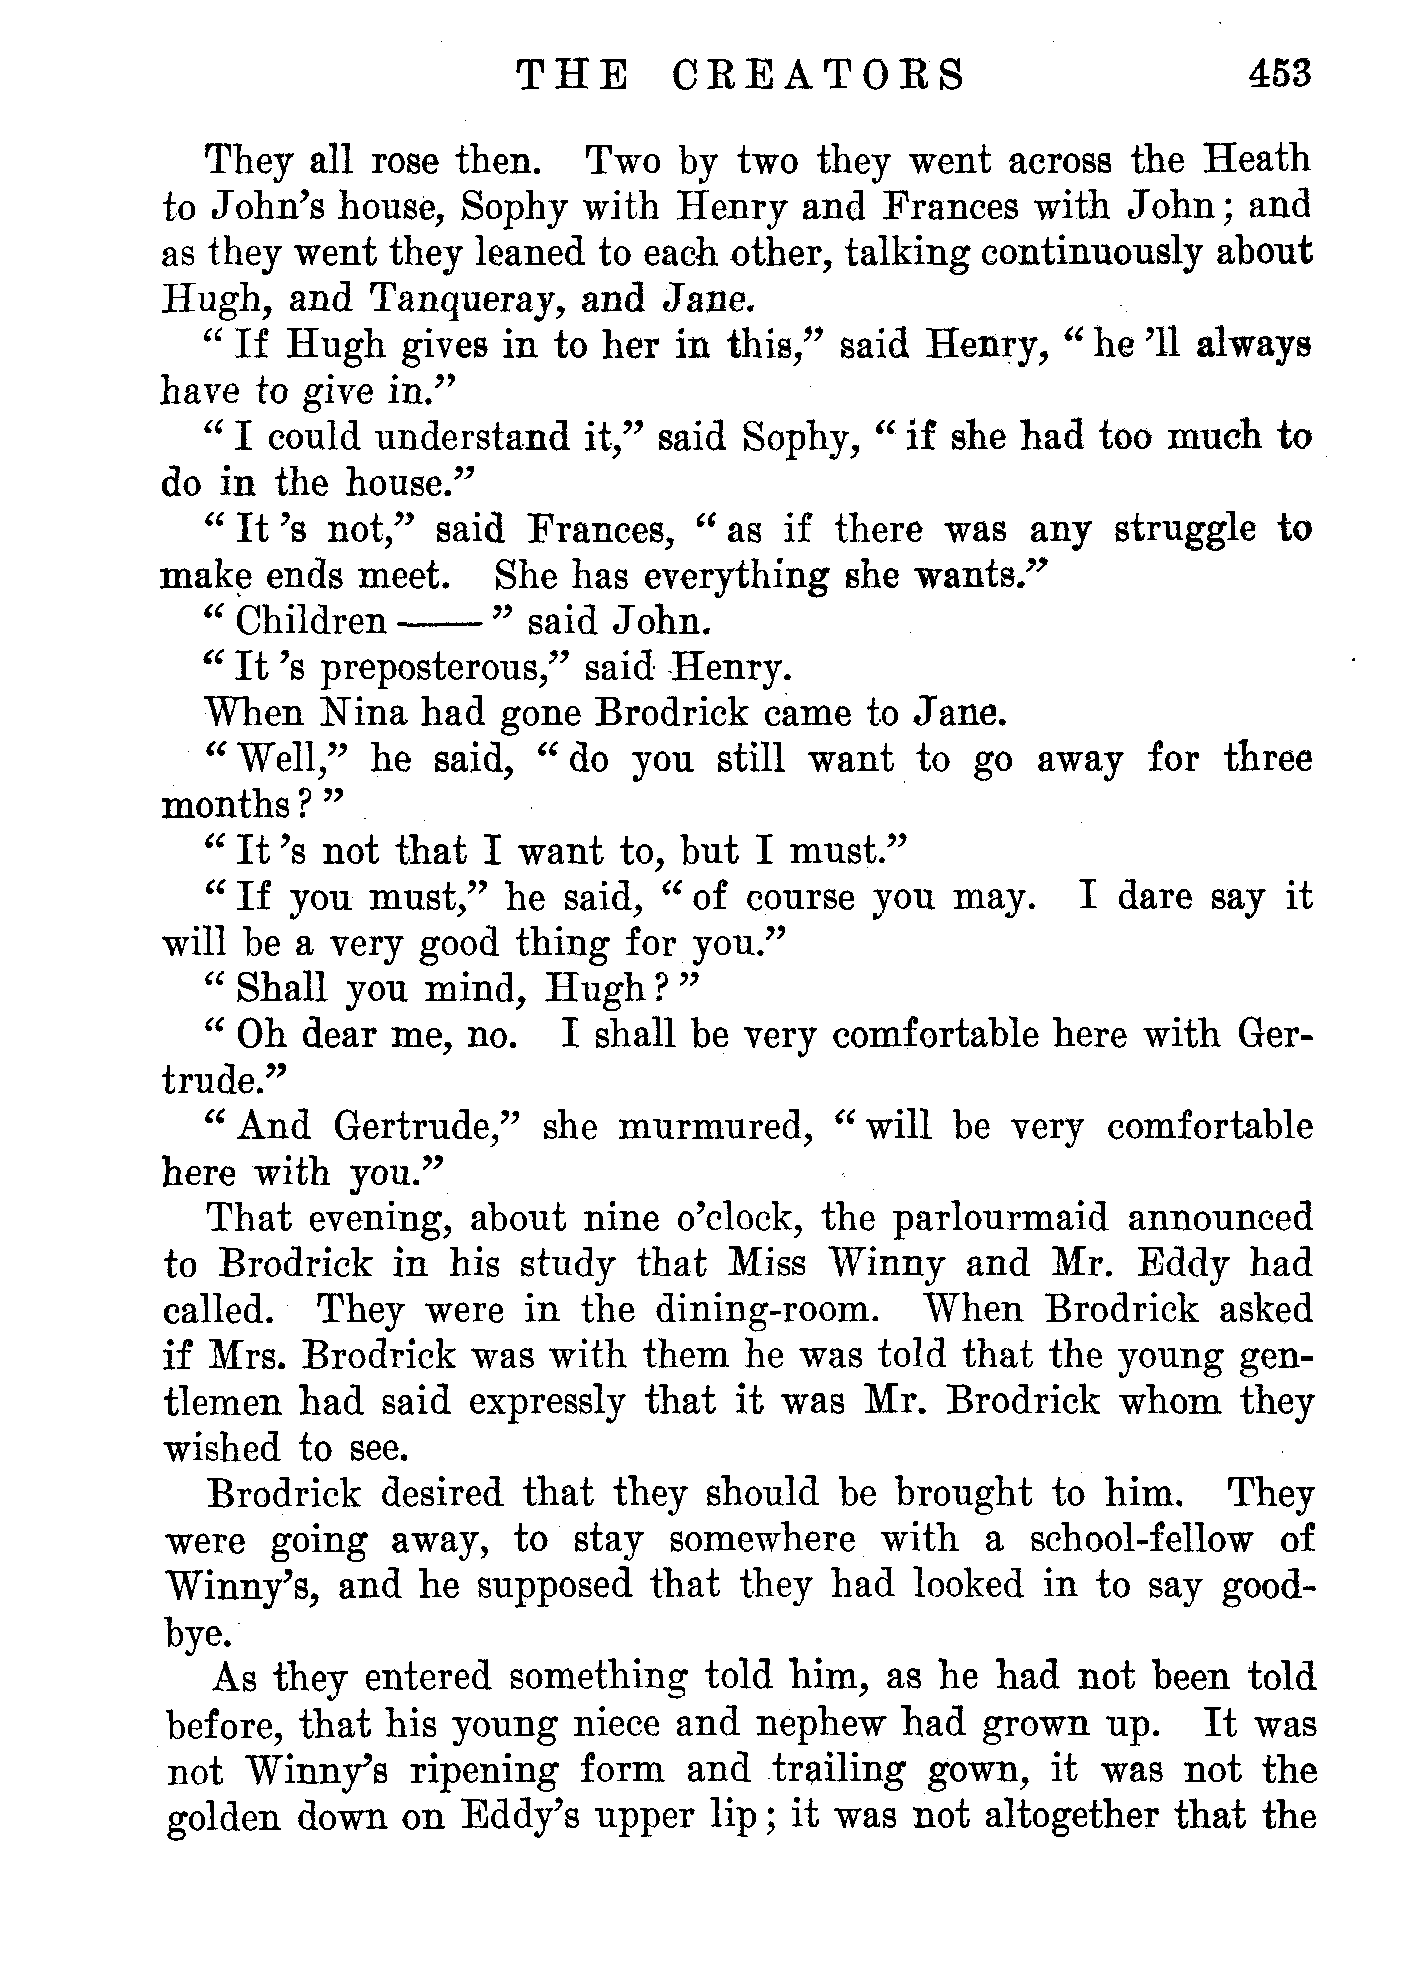 THE CREATORS 453
They all rose then. Two by two they went across the Heath
to John's house, Sophy with Henry and Frances with John; and
as they went they leaned to each other, talking continuously about
Hugh, and Tanqueray, and Jane.
"If Hugh gives in to her in this," said Henry, "he'll always
have to give in."
"I could understand it," said Sophy, "if she had too much to
do in the house."
"It's not," said Frances, "as if there was any struggle to
make ends meet. She has everything she wants."
"Children——" said John.
"It's preposterous," said Henry.
When Nina had gone Brodrick came to Jane.
"Well," he said, "do you still want to go away for three
months?"
"It's not that I want to, but I must."
"If you must," he said, "of course you may. I dare say it
will be a very good thing for you."
"Shall you mind, Hugh?"
"Oh dear me, no. I shall be very comfortable here with Ger-
trude."
"And Gertrude," she murmured, "will be very comfortable
here with you."
That evening, about nine o'clock, the parlourmaid announced
to Brodrick in his study that Miss Winny and Mr. Eddy had
called. They were in the dining-room. When Brodrick asked
if Mrs. Brodrick was with them he was told that the young gen-
tlemen had said expressly that it was Mr. Brodrick whom they
wished to see.
Brodrick desired that they should be brought to him. They
were going away, to stay somewhere with a school-fellow of
Winny's, and he supposed that they had looked in to say good-
bye.
As they entered something told him, as he had not been told
before, that his young niece and nephew had grown up. It was
not Winny's ripening form and trailing gown, it was not the
golden down on Eddy's upper lip; it was not altogether that the